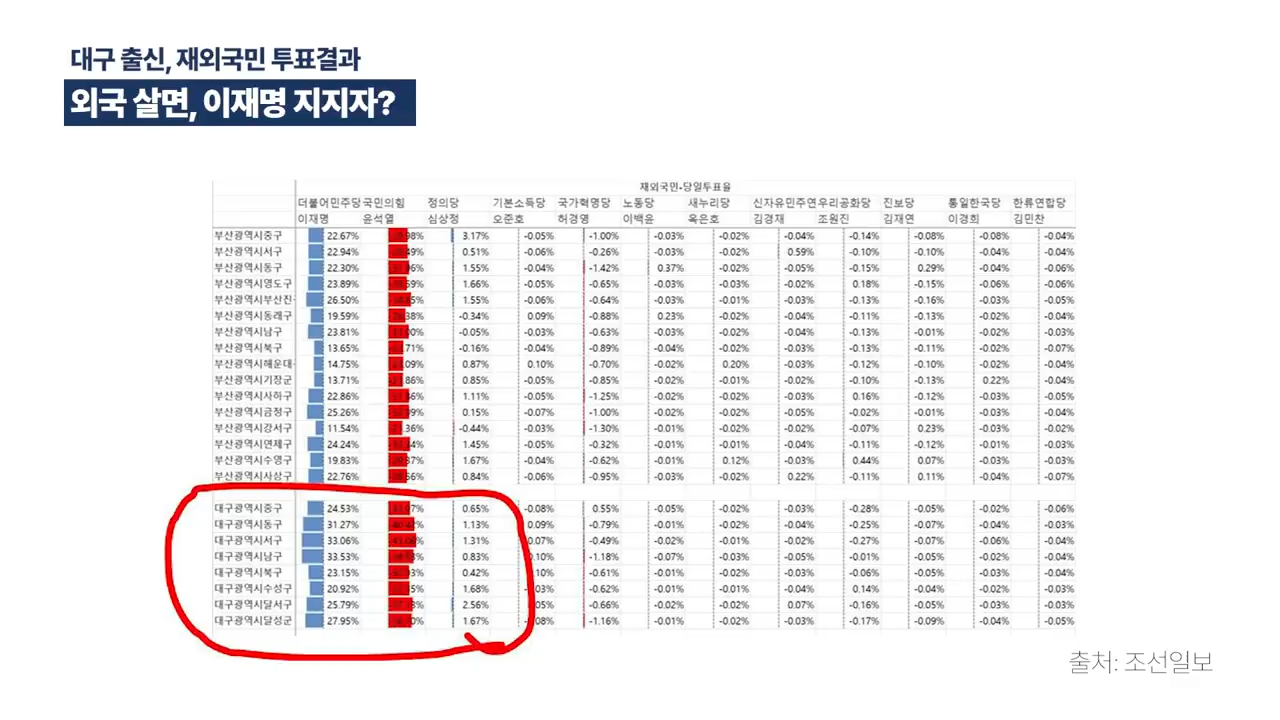 대구 출신, 재외국민 투표결과
외국 살면, 이재명 지지자?
재외국민-당일투표율
더불어민주당 국민의힘 정의당 기본소득당 국가혁명당 노동당 새누리당 신자유민주연 우리공화당 진보당 통일한국당 한류연합당
이재명 윤석열 심상정 오준호 허경영 이백윤 옥은호 김경재 조원진 김재연 이경희 김민찬
부산광역시중구 22.67% 3.17% -0.05% -1.00% -0.03% -0.02% -0.04% -0.14% -0.08% -0.08% -0.04%
부산광역시서구 22.94% 0.51% -0.06% -0.26% -0.03% -0.02% 0.59% -0.10% -0.10% -0.04% -0.04%
부산광역시동구 22.30% 1.55% -0.04% -1.42% 0.37% -0.02% -0.05% -0.15% 0.29% -0.04% -0.06%
부산광역시영도구 23.89% 1.66% -0.05% -0.65% -0.03% -0.03% -0.02% 0.18% -0.15% -0.06% -0.06%
부산광역시부산진 26.50% 1.55% -0.06% -0.64% -0.03% -0.01% -0.03% -0.13% -0.16% -0.03% -0.05%
부산광역시동래구 19.59% -0.34% 0.09% -0.88% 0.23% -0.02% -0.04% -0.11% -0.13% -0.02% -0.04%
부산광역시남구 23.81% -0.05% -0.03% -0.63% -0.03% -0.02% -0.04% -0.13% -0.01% -0.02% -0.03%
부산광역시북구 13.65% -0.16% -0.04% -0.89% -0.04% -0.02% -0.03% -0.13% -0.11% -0.02% -0.07%
부산광역시해운대 14.75% 0.87% 0.10% -0.70% -0.02% 0.20% -0.03% -0.12% -0.10% -0.02% -0.04%
부산광역시기장군 13.71% 0.85% -0.05% -0.85% -0.02% -0.01% -0.02% -0.10% -0.13% 0.22% -0.04%
부산광역시사하구 22.86% 1.11% -0.05% -1.25% -0.02% -0.02% -0.03% 0.16% -0.12% -0.03% -0.05%
부산광역시금정구 25.26% 0.15% -0.07% -1.00% -0.02% -0.02% -0.05% -0.02% -0.01% -0.03% -0.04%
부산광역시강서구 11.54% -0.44% -0.03% -1.30% -0.01% -0.02% -0.02% -0.07% 0.23% -0.03% -0.02%
부산광역시연제구 24.24% 1.45% -0.05% -0.32% -0.01% -0.01% -0.04% -0.11% -0.12% -0.01% -0.03%
부산광역시수영구 19.83% 1.67% -0.04% -0.62% -0.01% 0.12% -0.03% 0.44% 0.07% -0.03% -0.03%
부산광역시사상구 22.76% 0.84% -0.06% -0.95% -0.03% -0.02% 0.22% -0.11% 0.11% -0.04% -0.07%
대구광역시중구 24.53% 0.65% -0.08% 0.55% -0.05% -0.02% -0.03% -0.28% -0.05% -0.02% -0.06%
대구광역시동구 31.27% 1.13% 0.09% -0.79% -0.01% -0.02% -0.04% -0.25% -0.07% -0.04% -0.03%
대구광역시서구 33.06% 1.31% 0.07% -0.49% -0.02% -0.01% -0.02% -0.27% -0.07% -0.06% -0.04%
대구광역시남구 33.53% 0.83% -1.18% -0.07% -0.03% -0.05% -0.01% -0.05% -0.02% -0.04%
대구광역시북구 23.15% 0.42% -0.61% -0.01% -0.02% -0.03% -0.06% -0.05% -0.03% -0.04%
대구광역시수성구 20.92% 1.68% -0.62% -0.01% -0.01% -0.04% 0.14% -0.04% -0.02% -0.03%
대구광역시달서구 25.79% 2.56% -0.66% -0.02% -0.02% 0.07% -0.16% -0.05% -0.03% -0.03%
대구광역시달성군 27.95% 1.67% -1.16% -0.01% -0.02% -0.03% -0.17% -0.09% -0.04% -0.05%
출처: 조선일보